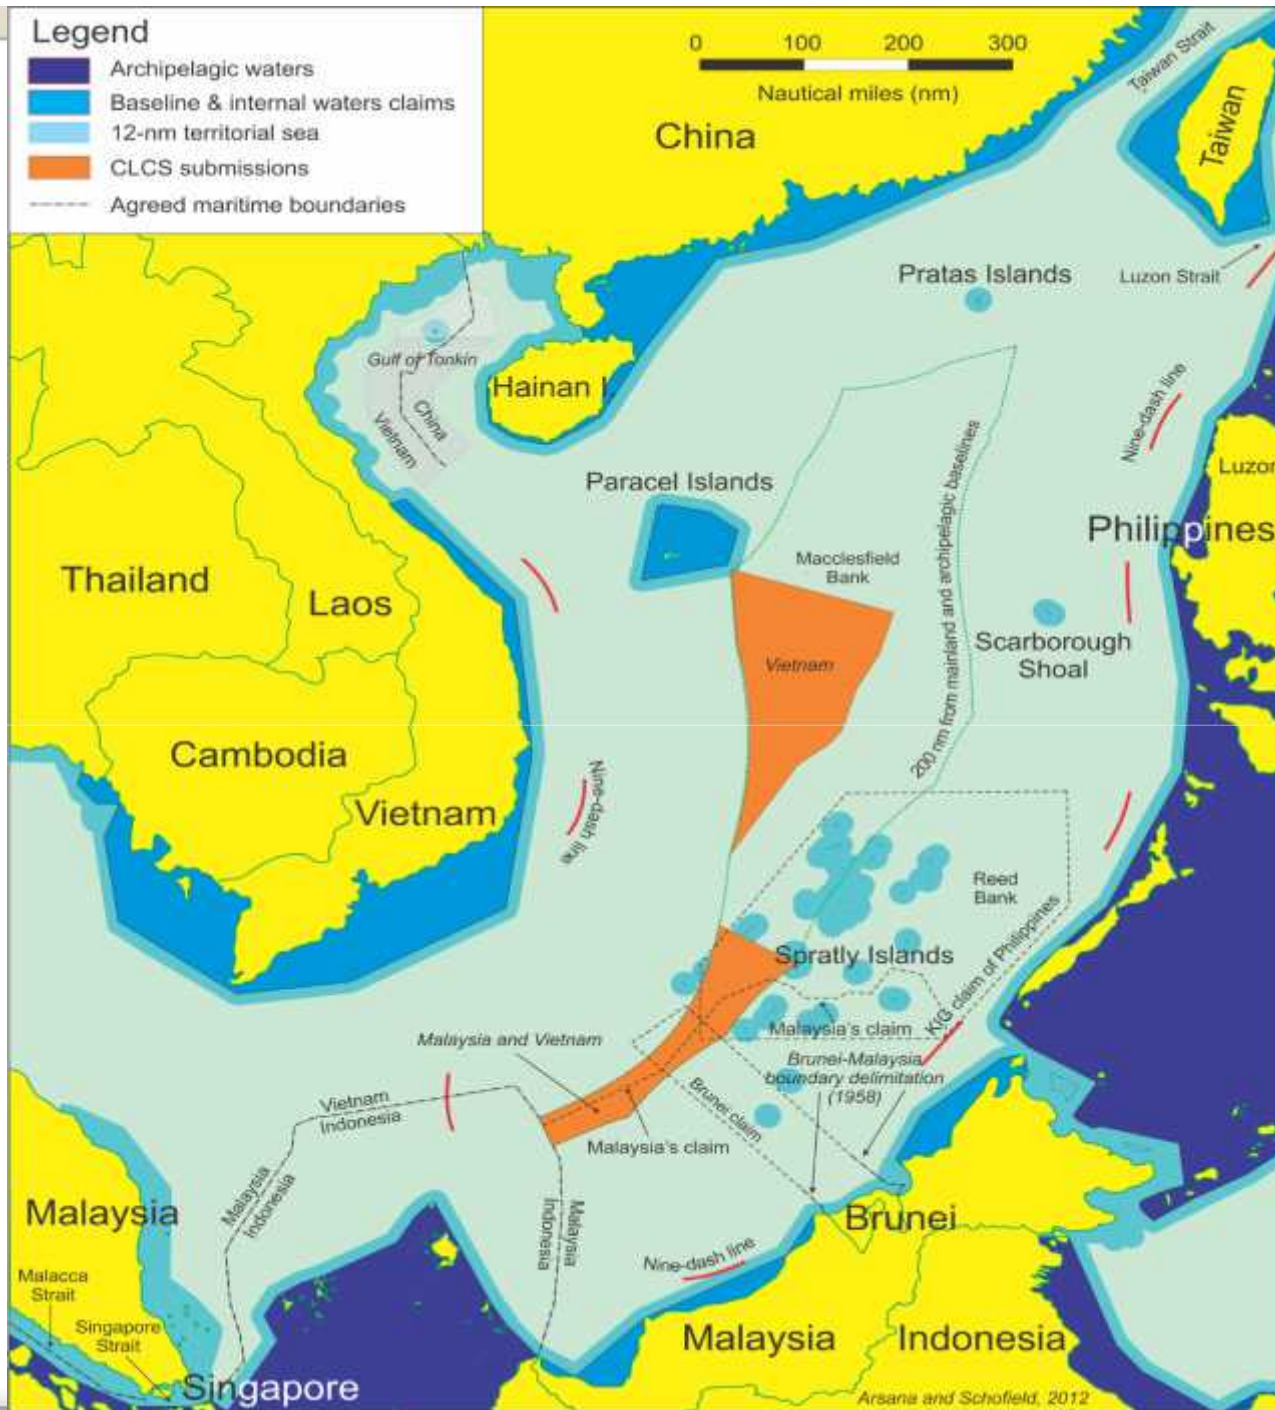 Legend
Archipelagic waters
Baseline & internal waters claims
12-nm territorial sea
CLCS submissions
Agreed maritime boundaries
0 100 200 300
Nautical miles (nm)
China
Taiwan Strait
Taiwan
Pratas Islands
Luzon Strait
Gulf of Tonkin
Hainan I.
China
Vietnam
Nine-dash line
Luzon
Paracel Islands
Philippines
Macclesfield
Bank
200 nm from mainland and archipelagic baselines
Thailand
Laos
Scarborough
Shoal
Vietnam
Cambodia
Vietnam
Nine-dash line
Reed
Bank
Spratly Islands
KIG claim of Philippines
Malaysia's claim
Malaysia and Vietnam
Brunei-Malaysia
boundary delimitation
(1958)
Brunei claim
Vietnam
Indonesia
Malaysia's claim
Malaysia
Indonesia
Malaysia
Indonesia
Malaysia
Brunei
Nine-dash line
Malacca
Strait
Singapore
Strait
Malaysia
Indonesia
Singapore
Arsana and Schofield, 2012